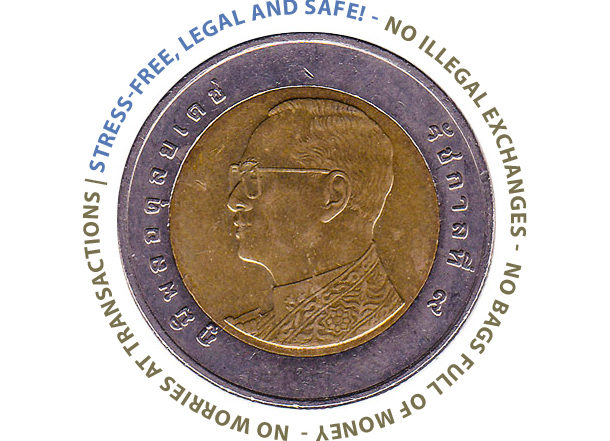 STRESS-FREE, LEGAL AND SAFE! - NO ILLEGAL EXCHANGES - NO BAGS FULL OF MONEY - NO WORRIES AT TRANSACTIONS |
ภูมิพลอดุลยเดช
รัชกาลที่ ๙